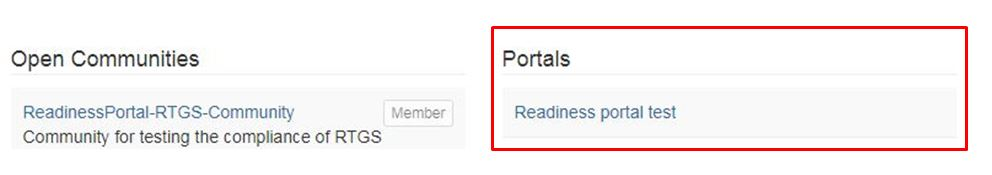 Open Communities
ReadinessPortal-RTGS-Community
Member
Community for testing the compliance of RTGS
Portals
Readiness portal test